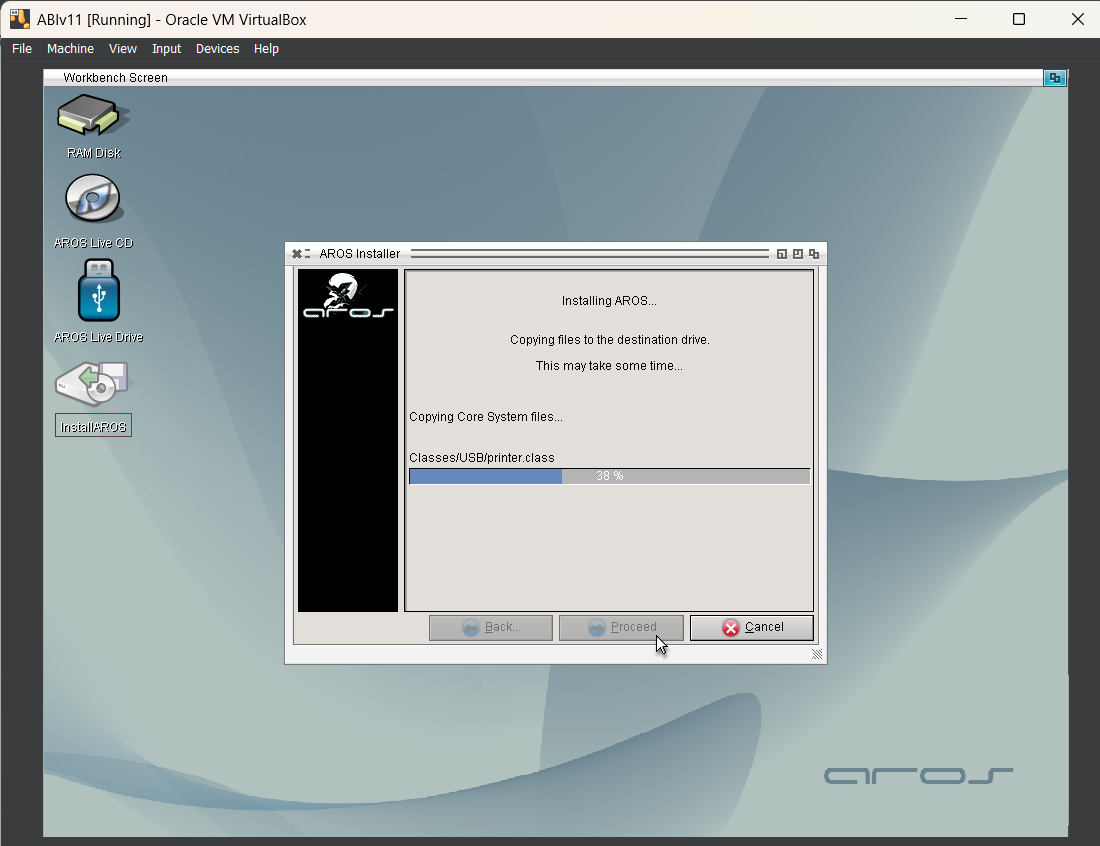 ABIv11 [Running] - Oracle VM VirtualBox
File Machine View Input Devices Help
Workbench Screen
RAM Disk
AROS Live CD
AROS Live Drive
InstallAROS
AROS Installer
aros
Installing AROS...
Copying files to the destination drive.
This may take some time...
Copying Core System files...
Classes/USB/printer.class
38 %
Back...
Proceed
Cancel
aros